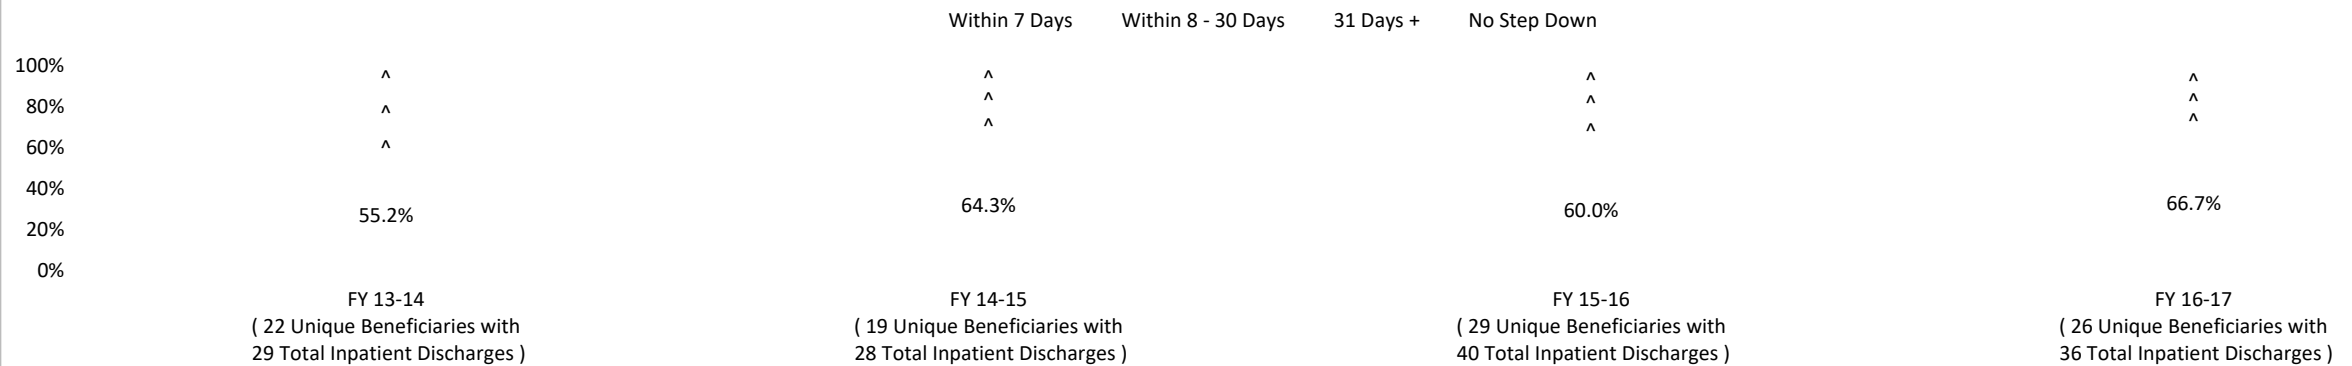 Within 7 Days Within 8 - 30 Days 31 Days + No Step Down
100%
^ ^ ^ ^
80%
^ ^ ^ ^
^ ^ ^ ^
60%
^
40%
55.2% 64.3% 60.0% 66.7%
20%
0%
FY 13-14 FY 14-15 FY 15-16 FY 16-17
( 22 Unique Beneficiaries with ( 19 Unique Beneficiaries with ( 29 Unique Beneficiaries with ( 26 Unique Beneficiaries with
29 Total Inpatient Discharges ) 28 Total Inpatient Discharges ) 40 Total Inpatient Discharges ) 36 Total Inpatient Discharges )